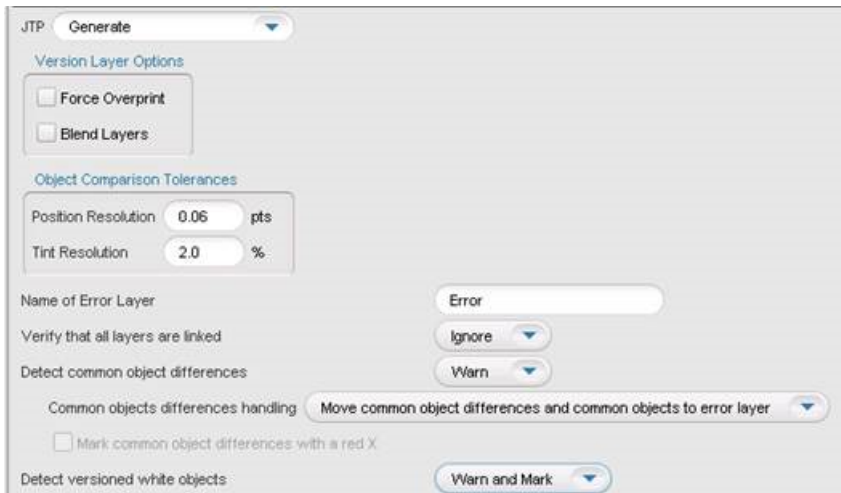 JTP Generate
Version Layer Options
Force Overprint
Blend Layers
Object Comparison Tolerances
Position Resolution 0.06 pts
Tint Resolution 2.0 %
Name of Error Layer Error
Verify that all layers are linked Ignore
Detect common object differences Warn
Common objects differences handling Move common object differences and common objects to error layer
Mark common object differences with a red X
Detect versioned white objects Warn and Mark